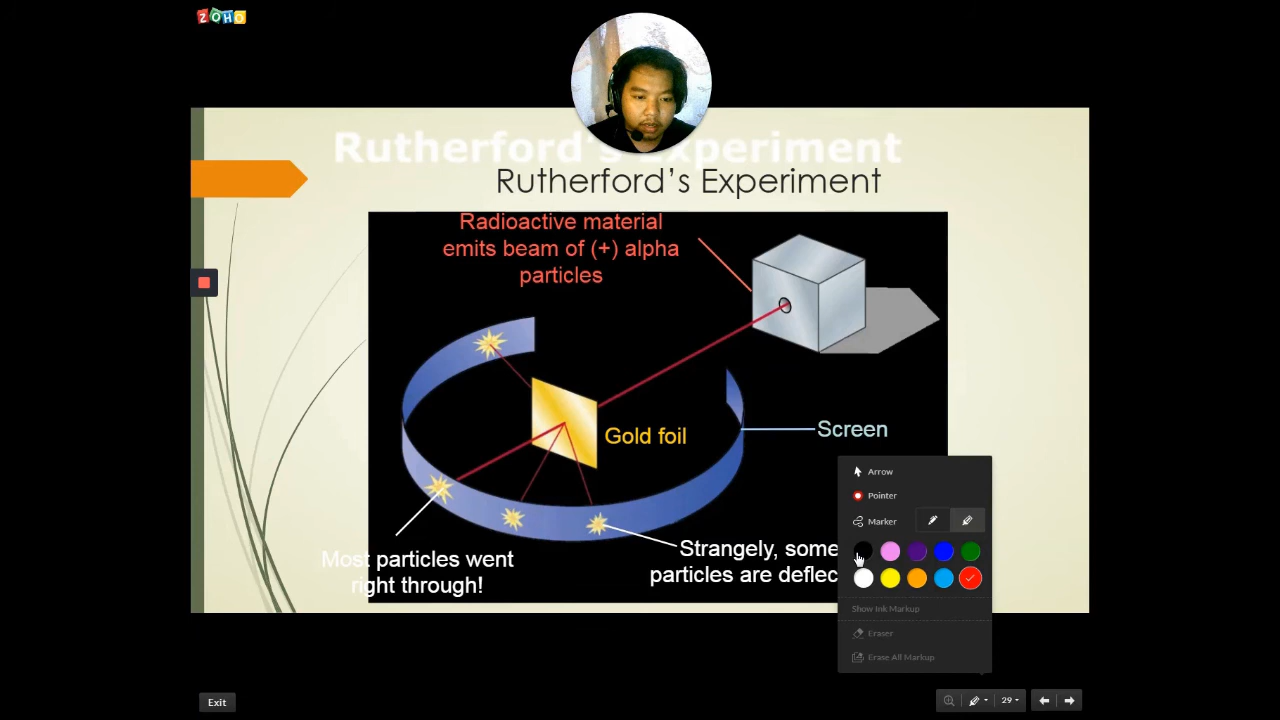 ZOHO
Rutherford's Experiment
Rutherford's Experiment
Radioactive material
emits beam of (+) alpha
particles
Gold foil
Screen
Arrow
Pointer
Marker
Strangely, some
particles are deflec
Most particles went
right through!
Show Ink Markup
Eraser
Erase All Markup
Exit
29